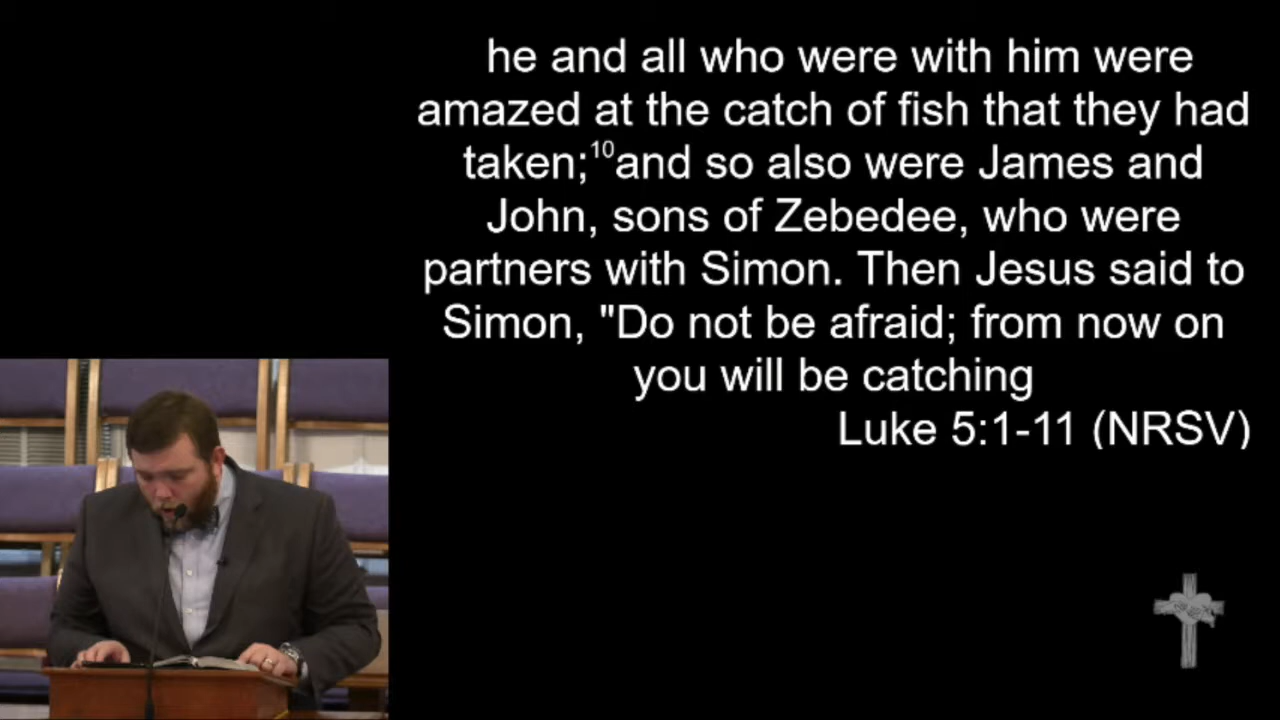 he and all who were with him were
amazed at the catch of fish that they had
taken;10and so also were James and
John, sons of Zebedee, who were
partners with Simon. Then Jesus said to
Simon, "Do not be afraid; from now on
you will be catching
Luke 5:1-11 (NRSV)